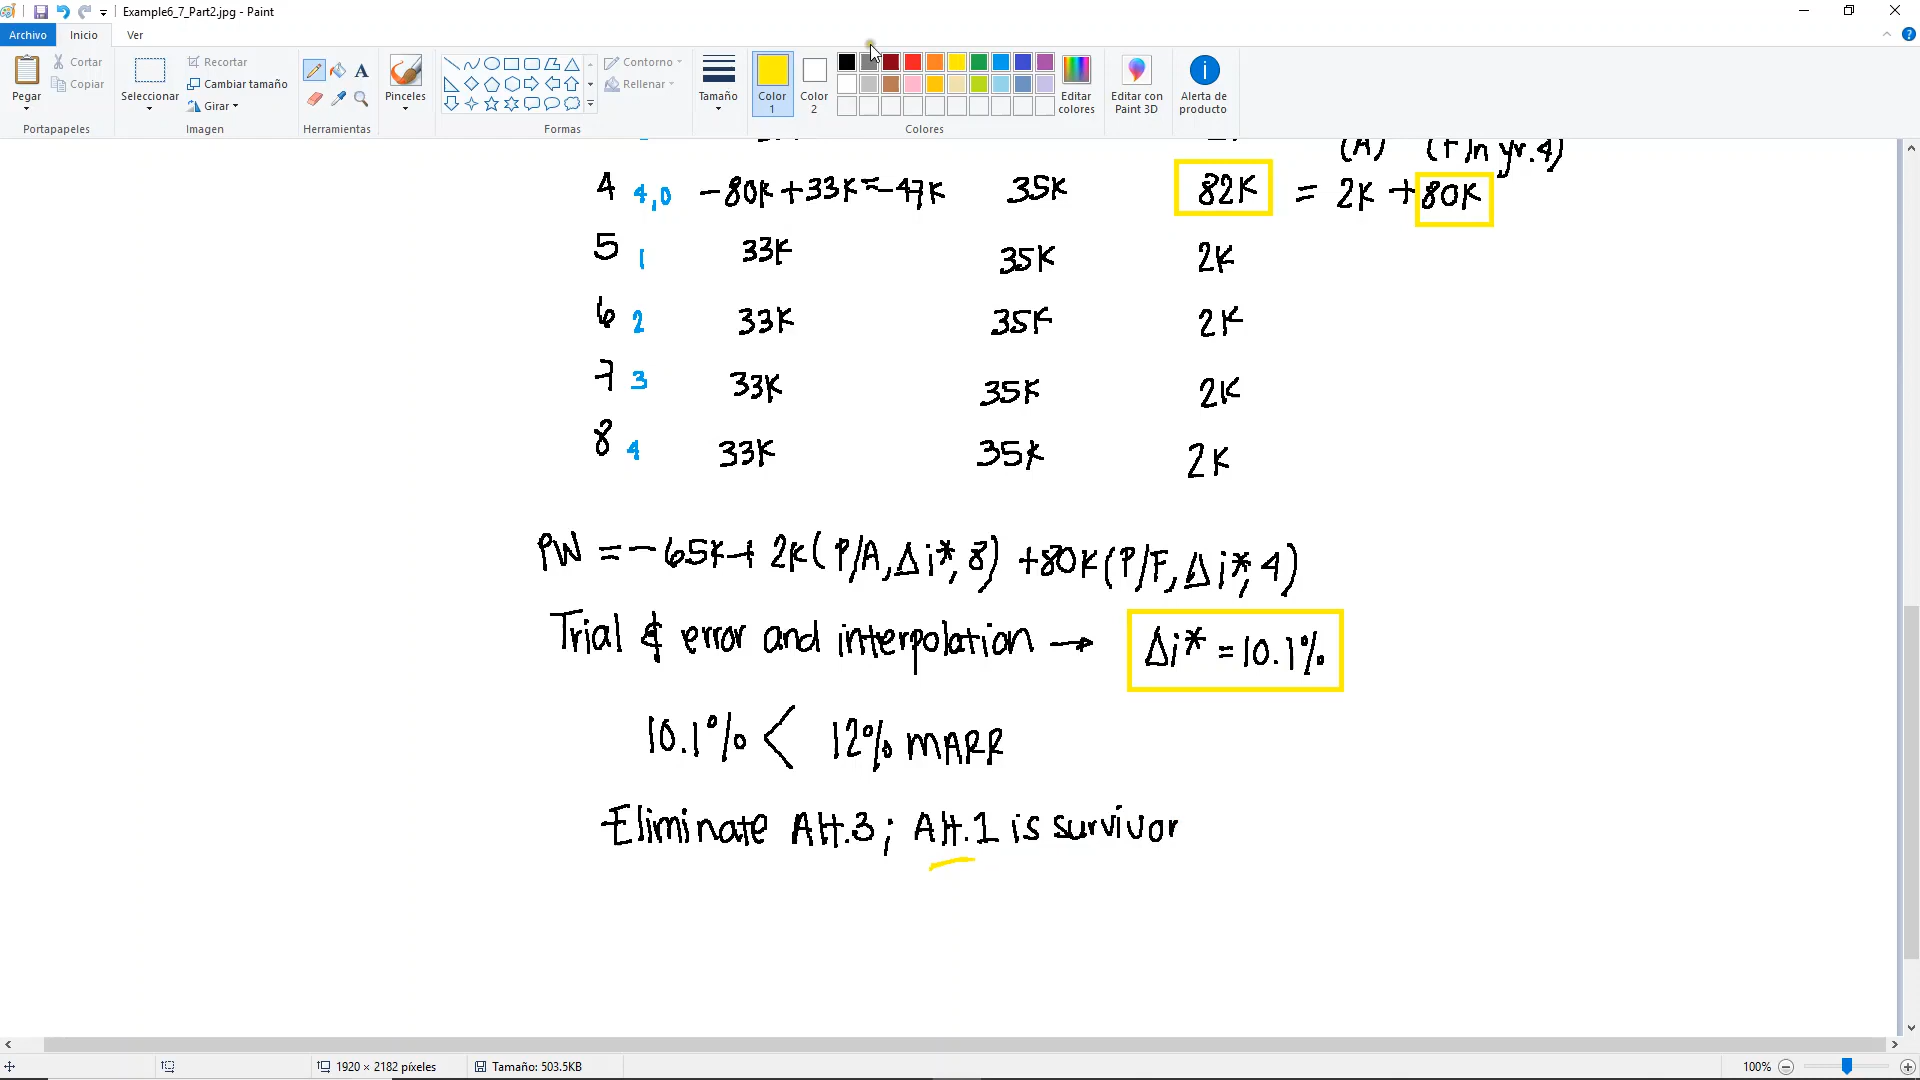 Example6_7_Part2.jpg - Paint
Archivo Inicio Ver
Pegar
Cortar
Copiar
Portapapeles
Seleccionar
Recortar
Cambiar tamaño
Girar
Imagen
A
Herramientas
Pinceles
Formas
Contorno
Rellenar
Tamaño
Color 1
Color 2
Colores
Editar colores
Editar con Paint 3D
Alerta de producto
(A) (F in yr.4)
4 4,0 -80K+33K=-47K 35K 82K = 2K +80K
5 1 33K 35K 2K
6 2 33K 35K 2K
7 3 33K 35K 2K
8 4 33K 35K 2K
PW = -65K+ 2K(P/A,Δi*,8) +80K(P/F,Δi*,4)
Trial & error and interpolation → Δi* =10.1%
10.1% < 12% MARR
Eliminate Alt.3; Alt.1 is survivor
1920 × 2182 píxeles Tamaño: 503.5KB 100%